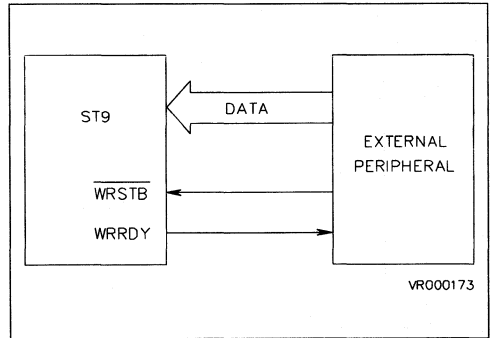 ST9
DATA
EXTERNAL
PERIPHERAL
WRSTB
WRRDY
VR000173